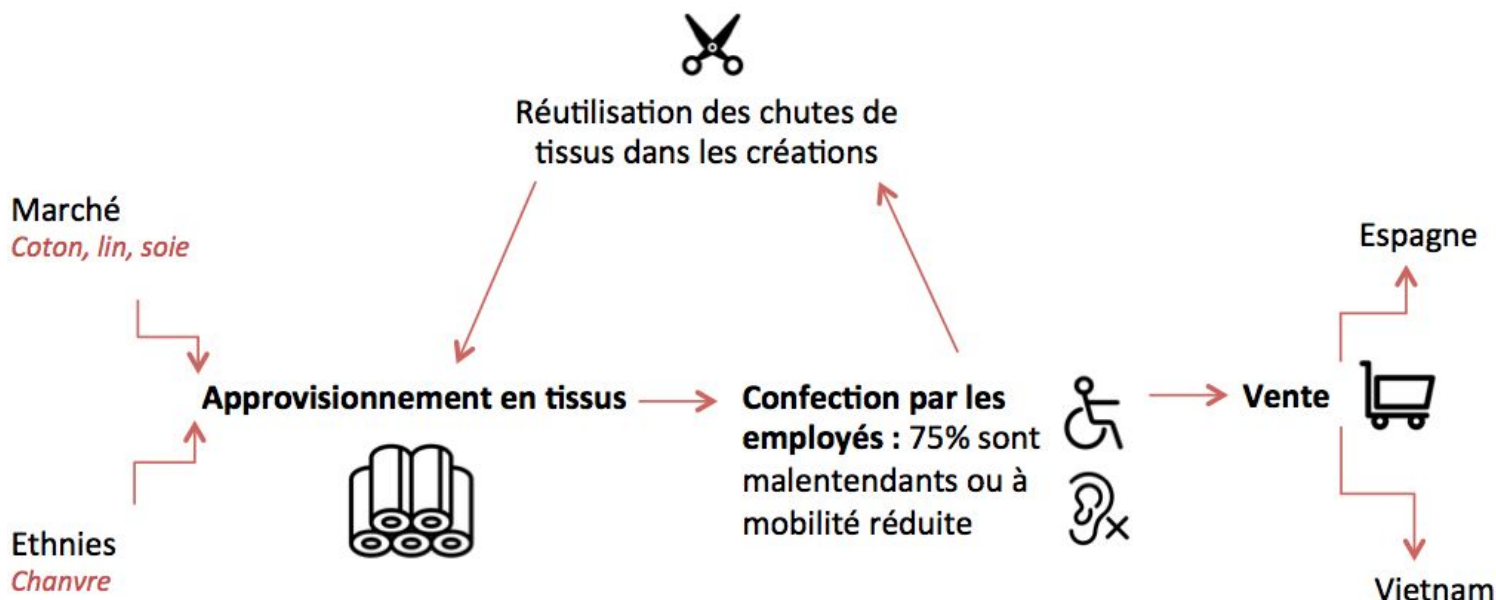 Réutilisation des chutes de
tissus dans les créations
Marché
Coton, lin, soie
Ethnies
Chanvre
Approvisionnement en tissus
Confection par les
employés : 75% sont
malentendants ou à
mobilité réduite
Vente
Espagne
Vietnam